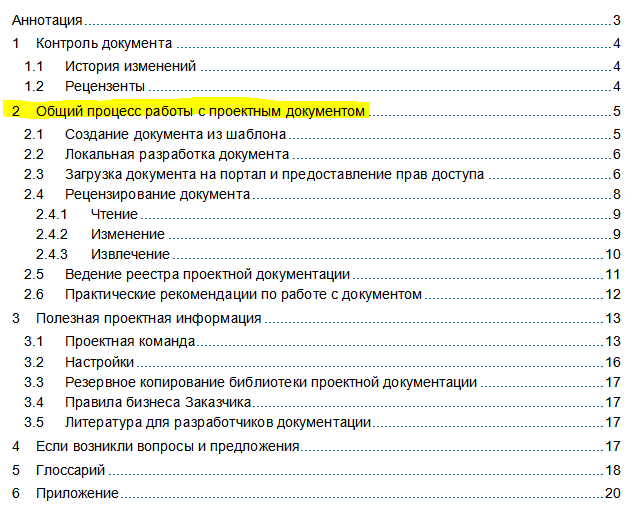 Аннотация 3
1 Контроль документа 4
1.1 История изменений 4
1.2 Рецензенты 4
2 Общий процесс работы с проектным документом 5
2.1 Создание документа из шаблона 5
2.2 Локальная разработка документа 6
2.3 Загрузка документа на портал и предоставление прав доступа 6
2.4 Рецензирование документа 8
2.4.1 Чтение 9
2.4.2 Изменение 9
2.4.3 Извлечение 10
2.5 Ведение реестра проектной документации 11
2.6 Практические рекомендации по работе с документом 12
3 Полезная проектная информация 13
3.1 Проектная команда 13
3.2 Настройки 16
3.3 Резервное копирование библиотеки проектной документации 17
3.4 Правила бизнеса Заказчика 17
3.5 Литература для разработчиков документации 17
4 Если возникли вопросы и предложения 17
5 Глоссарий 18
6 Приложение 20